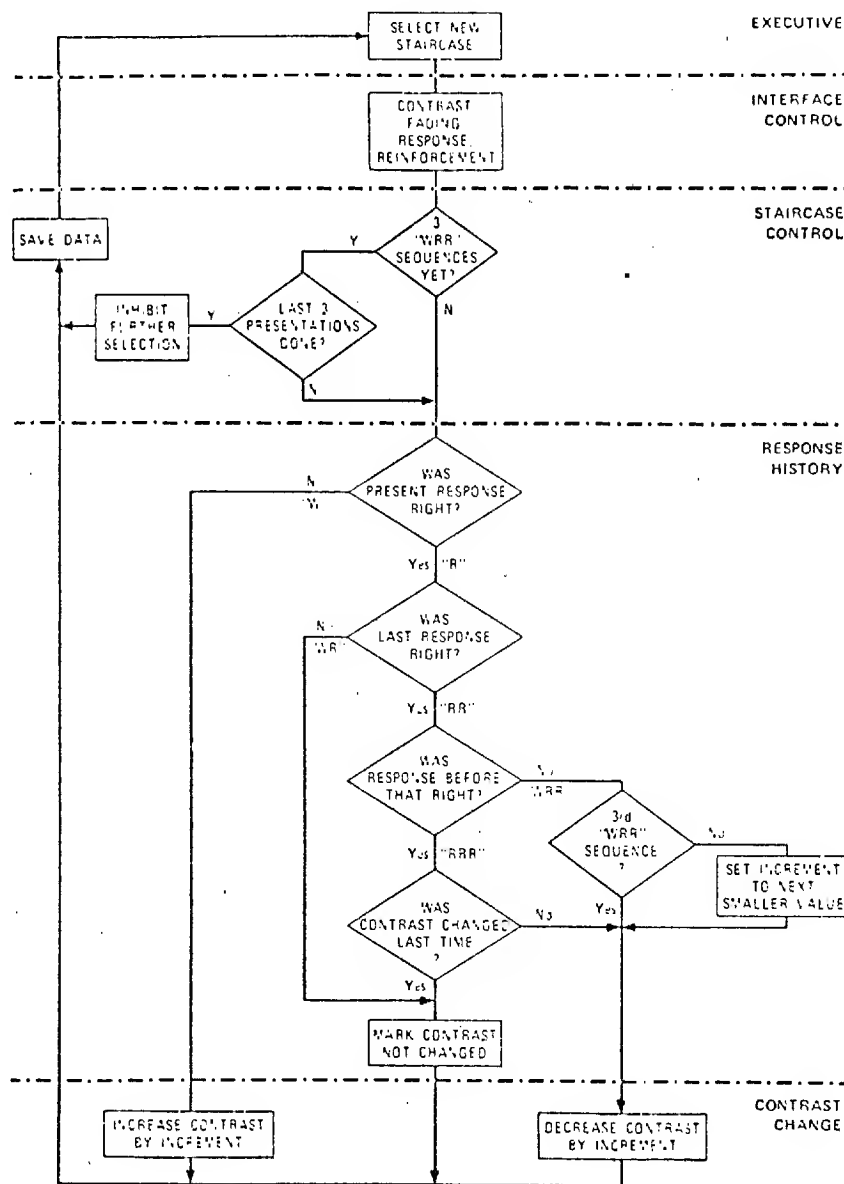 SELECT NEW
STAIRCASE
EXECUTIVE
CONTRAST
FADING
RESPONSE
REINFORCEMENT
INTERFACE
CONTROL
SAVE DATA
3
"WRR"
SEQUENCES
YET?
STAIRCASE
CONTROL
Y
N
INHIBIT
FURTHER
SELECTION
Y
LAST 3
PRESENTATIONS
DONE?
N
RESPONSE
HISTORY
WAS
PRESENT RESPONSE
RIGHT?
N
"W"
Yes "R"
WAS
LAST RESPONSE
RIGHT?
No
"WR"
Yes "RR"
WAS
RESPONSE BEFORE
THAT RIGHT?
No
WRR
3rd
"WRR"
SEQUENCE
?
No
Yes "RRR"
SET INCREMENT
TO NEXT
SMALLER VALUE
Yes
WAS
CONTRAST CHANGED
LAST TIME
?
No
Yes
MARK CONTRAST
NOT CHANGED
CONTRAST
CHANGE
INCREASE CONTRAST
BY INCREMENT
DECREASE CONTRAST
BY INCREMENT